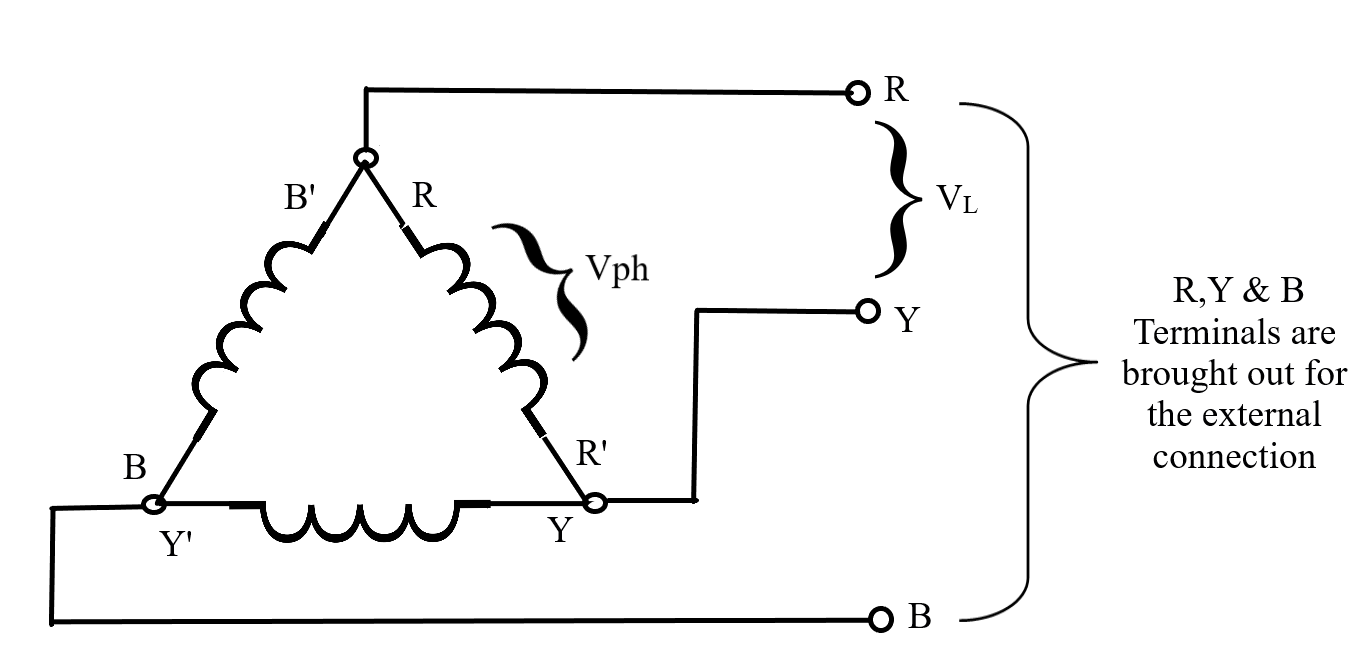 R
B'
R
VL
Vph
R,Y & B
Terminals are
brought out for
the external
connection
Y
B
R'
Y'
Y
B